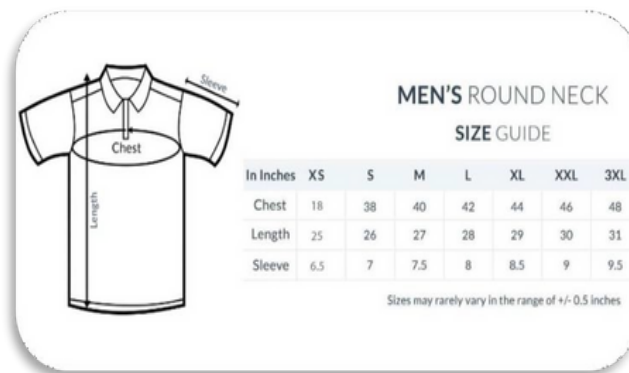 Sleeve
Chest
Length
MEN'S ROUND NECK
SIZE GUIDE
In Inches XS S M L XL XXL 3XL
Chest 18 38 40 42 44 46 48
Length 25 26 27 28 29 30 31
Sleeve 6.5 7 7.5 8 8.5 9 9.5
Sizes may rarely vary in the range of +/- 0.5 inches